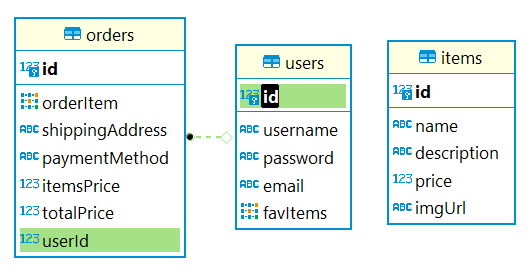 orders
123 id
orderItem
ABC shippingAddress
ABC paymentMethod
123 itemsPrice
123 totalPrice
123 userId
users
123 id
ABC username
ABC password
ABC email
favItems
items
123 id
ABC name
ABC description
123 price
ABC imgUrl